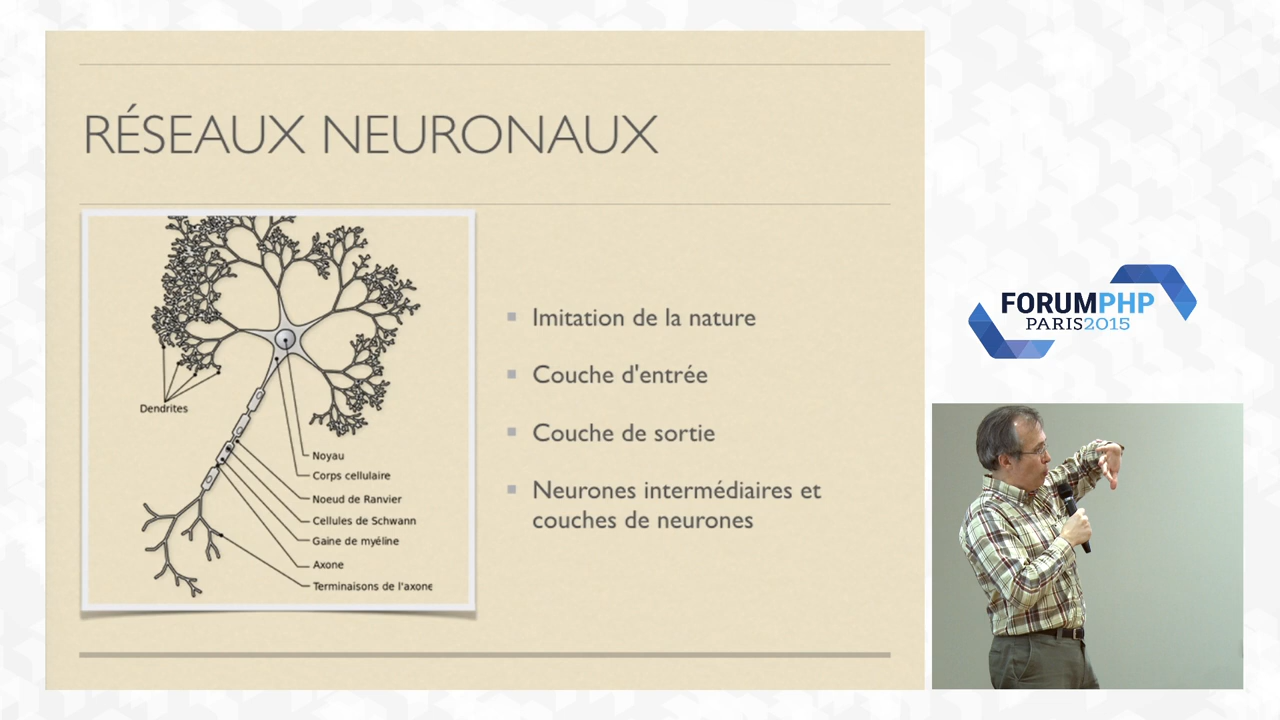 RÉSEAUX NEURONAUX
Dendrites
Noyau
Corps cellulaire
Noeud de Ranvier
Cellules de Schwann
Gaine de myéline
Axone
Terminaisons de l'axone
Imitation de la nature
Couche d'entrée
Couche de sortie
Neurones intermédiaires et
couches de neurones
FORUMPHP
PARIS2015